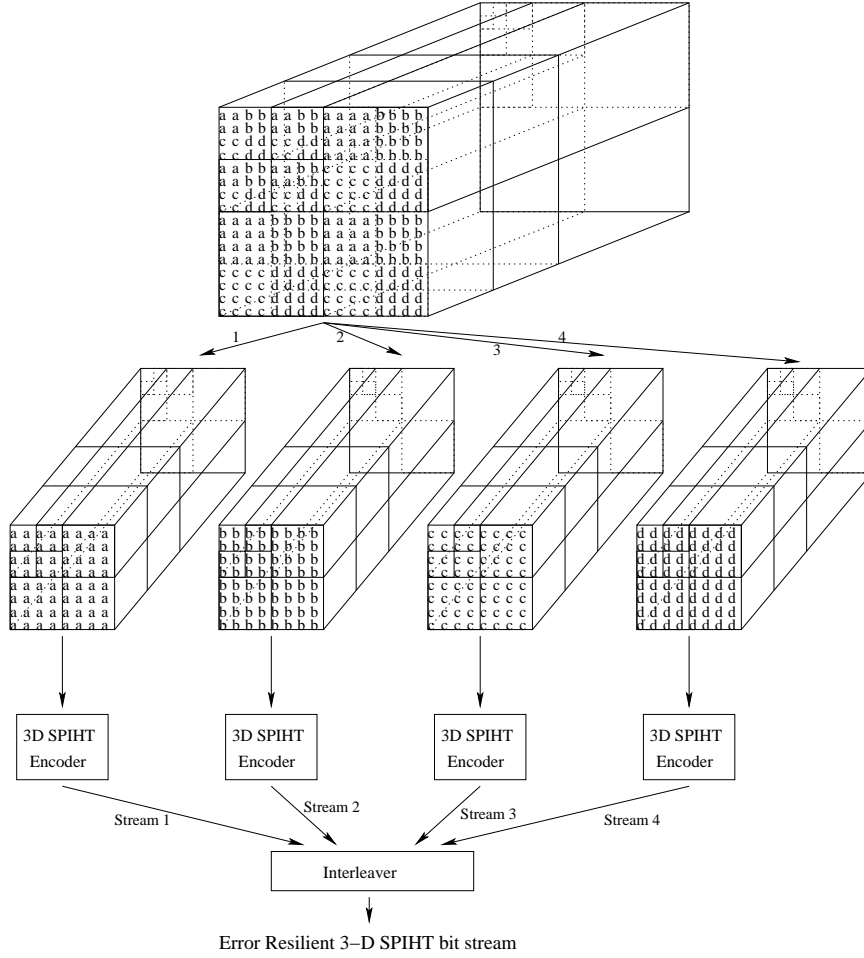 a a b b a a b b a a a a b b b b
a a b b a a b b a a a a b b b b
c c d d c c d d a a a a b b b b
c c d d c c d d a a a a b b b b
a a b b a a b b c c c c d d d d
a a b b a a b b c c c c d d d d
c c d d c c d d c c c c d d d d
c c d d c c d d c c c c d d d d
a a a a b b b b a a a a b b b b
a a a a b b b b a a a a b b b b
a a a a b b b b a a a a b b b b
a a a a b b b b a a a a b b b b
c c c c d d d d c c c c d d d d
c c c c d d d d c c c c d d d d
c c c c d d d d c c c c d d d d
c c c c d d d d c c c c d d d d
1 2 3 4
a a a a a a a a b b b b b b b b c c c c c c c c d d d d d d d d
a a a a a a a a b b b b b b b b c c c c c c c c d d d d d d d d
a a a a a a a a b b b b b b b b c c c c c c c c d d d d d d d d
a a a a a a a a b b b b b b b b c c c c c c c c d d d d d d d d
a a a a a a a a b b b b b b b b c c c c c c c c d d d d d d d d
a a a a a a a a b b b b b b b b c c c c c c c c d d d d d d d d
a a a a a a a a b b b b b b b b c c c c c c c c d d d d d d d d
a a a a a a a a b b b b b b b b c c c c c c c c d d d d d d d d
3D SPIHT
Encoder
3D SPIHT
Encoder
3D SPIHT
Encoder
3D SPIHT
Encoder
Stream 1
Stream 2
Stream 3
Stream 4
Interleaver
Error Resilient 3–D SPIHT bit stream